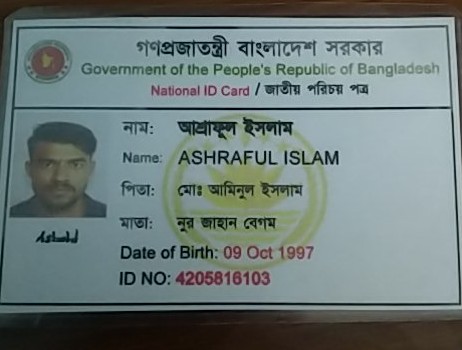 গণপ্রজাতন্ত্রী বাংলাদেশ সরকার
Government of the People's Republic of Bangladesh
National ID Card / জাতীয় পরিচয় পত্র
নাম: আশ্রাফুল ইসলাম
Name: ASHRAFUL ISLAM
পিতা: মোঃ আমিনুল ইসলাম
মাতা: নুর জাহান বেগম
Date of Birth: 09 Oct 1997
ID NO: 4205816103